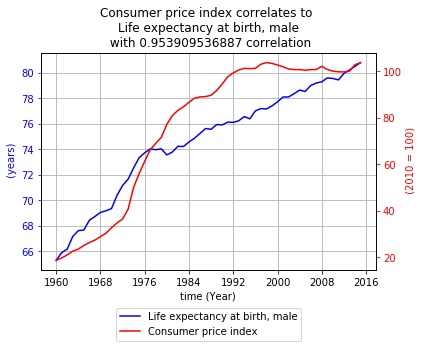 Consumer price index correlates to
Life expectancy at birth, male
with 0.953909536887 correlation
80
78
76
74
72
70
68
66
(years)
100
80
60
40
20
(2010 = 100)
1960 1968 1976 1984 1992 2000 2008 2016
time (Year)
Life expectancy at birth, male
Consumer price index